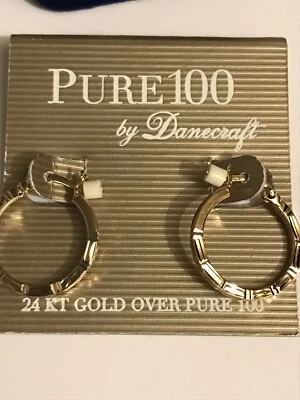 PURE100
by Danecraft
24 KT GOLD OVER PURE 100